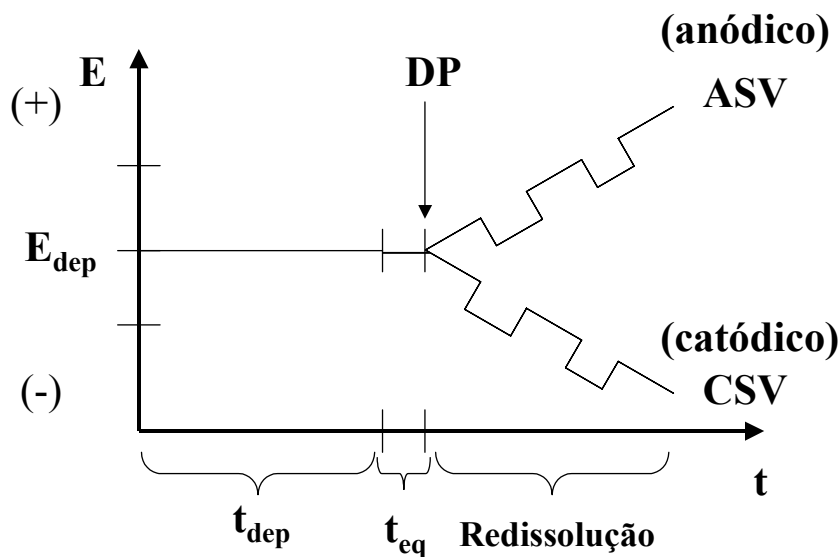 (anódico)
E
DP
ASV
(+)
E_dep
(catódico)
CSV
(-)
t
t_dep
t_eq
Redissolução